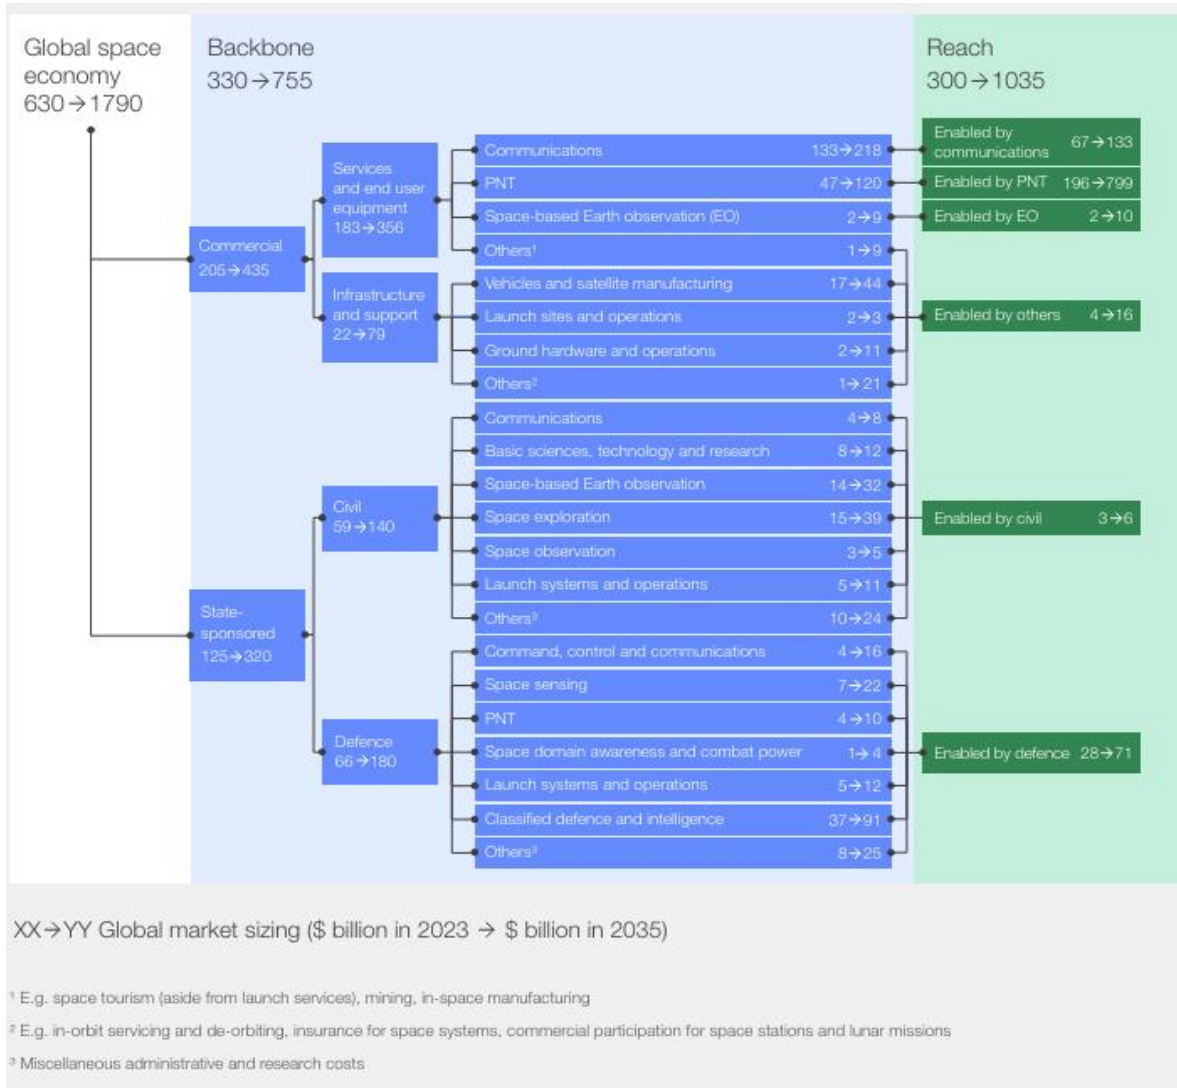 Global space
economy
630→1790
Backbone
330→755
Reach
300→1035
Commercial
205→435
Services
and end user
equipment
183→356
Communications 133→218
PNT 47→120
Space-based Earth observation (EO) 2→9
Others¹ 1→9
Infrastructure
and support
22→79
Vehicles and satellite manufacturing 17→44
Launch sites and operations 2→3
Ground hardware and operations 2→11
Others² 1→21
Enabled by
communications 67→133
Enabled by PNT 196→799
Enabled by EO 2→10
Enabled by others 4→16
State-
sponsored
125→320
Civil
59→140
Communications 4→8
Basic sciences, technology and research 8→12
Space-based Earth observation 14→32
Space exploration 15→39
Space observation 3→5
Launch systems and operations 5→11
Others³ 10→24
Enabled by civil 3→6
Defence
66→180
Command, control and communications 4→16
Space sensing 7→22
PNT 4→10
Space domain awareness and combat power 1→4
Launch systems and operations 5→12
Classified defence and intelligence 37→91
Others³ 8→25
Enabled by defence 28→71
XX→YY Global market sizing ($ billion in 2023 → $ billion in 2035)
¹ E.g. space tourism (aside from launch services), mining, in-space manufacturing
² E.g. in-orbit servicing and de-orbiting, insurance for space systems, commercial participation for space stations and lunar missions
³ Miscellaneous administrative and research costs